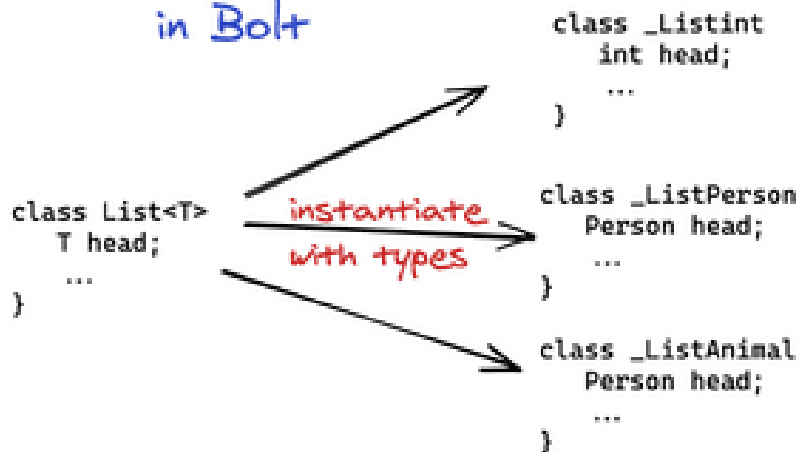 in Bolt
class List<T>
T head;
...
}
instantiate
with types
class _Listint
int head;
...
}
class _ListPerson
Person head;
...
}
class _ListAnimal
Person head;
...
}